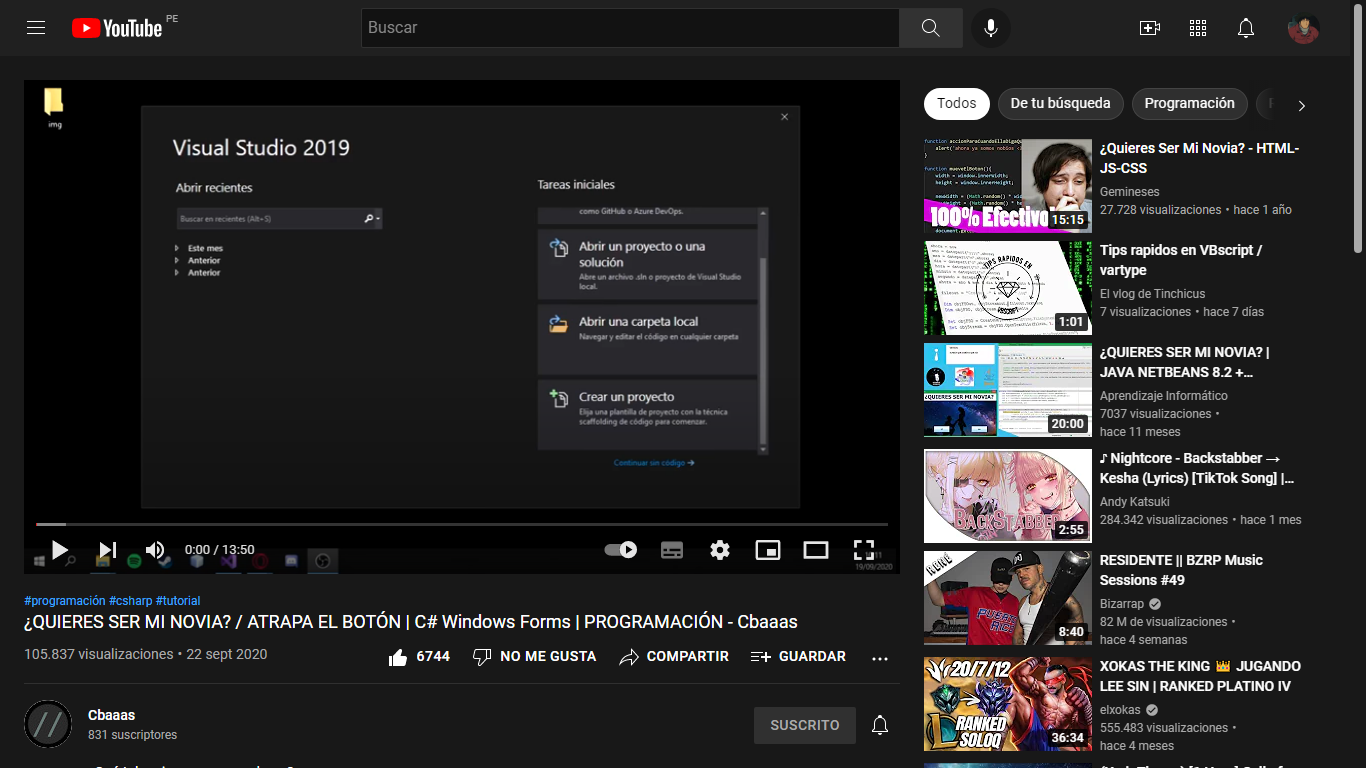 YouTube PE
Buscar
img
Visual Studio 2019
Abrir recientes
Buscar en recientes (Alt+S)
Este mes
Anterior
Anterior
Tareas iniciales
como GitHub o Azure DevOps.
Abrir un proyecto o una
solución
Abre un archivo .sln o proyecto de Visual Studio
local.
Abrir una carpeta local
Navegar y editar el código en cualquier carpeta
Crear un proyecto
Elija una plantilla de proyecto con la técnica
scaffolding de código para comenzar.
Continuar sin código →
0:00 / 13:50
19/09/2020
#programación #csharp #tutorial
¿QUIERES SER MI NOVIA? / ATRAPA EL BOTÓN | C# Windows Forms | PROGRAMACIÓN - Cbaaas
105.837 visualizaciones • 22 sept 2020
6744 NO ME GUSTA COMPARTIR GUARDAR
Cbaaas
831 suscriptores
SUSCRITO
Todos De tu búsqueda Programación
100% Efectivo
15:15
¿Quieres Ser Mi Novia? - HTML-
JS-CSS
Gemineses
27.728 visualizaciones • hace 1 año
TIPS RAPIDOS EN
VBSCRIPT
1:01
Tips rapidos en VBscript /
vartype
El vlog de Tinchicus
7 visualizaciones • hace 7 días
¿QUIERES SER MI NOVIA?
20:00
¿QUIERES SER MI NOVIA? |
JAVA NETBEANS 8.2 +...
Aprendizaje Informático
7037 visualizaciones •
hace 11 meses
BACKSTABBER
2:55
♪ Nightcore - Backstabber →
Kesha (Lyrics) [TikTok Song] |...
Andy Katsuki
284.342 visualizaciones • hace 1 mes
RENE
PUERTO
RICO
8:40
RESIDENTE || BZRP Music
Sessions #49
Bizarrap
82 M de visualizaciones •
hace 4 semanas
20/7/12
RANKED
SOLOQ
36:34
XOKAS THE KING 👑 JUGANDO
LEE SIN | RANKED PLATINO IV
elxokas
555.483 visualizaciones •
hace 4 meses